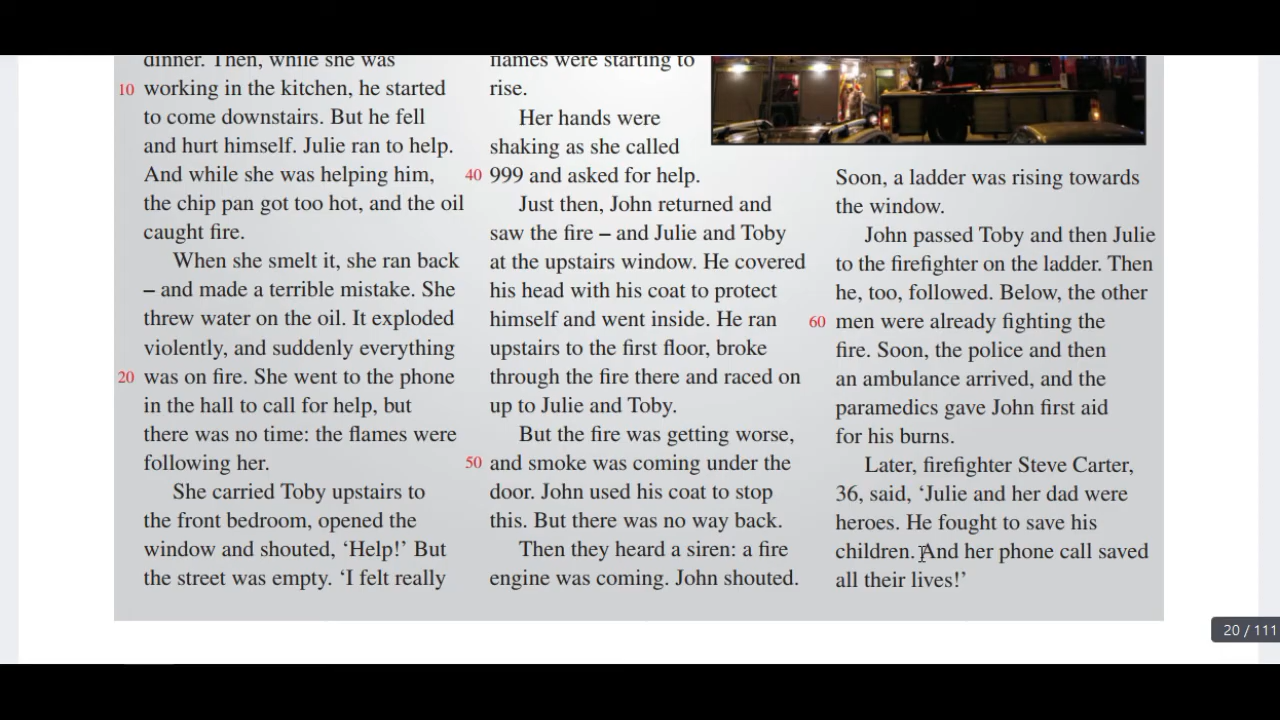 dinner. Then, while she was
10 working in the kitchen, he started
to come downstairs. But he fell
and hurt himself. Julie ran to help.
And while she was helping him,
the chip pan got too hot, and the oil
caught fire.
When she smelt it, she ran back
– and made a terrible mistake. She
threw water on the oil. It exploded
violently, and suddenly everything
20 was on fire. She went to the phone
in the hall to call for help, but
there was no time: the flames were
following her.
She carried Toby upstairs to
the front bedroom, opened the
window and shouted, ‘Help!’ But
the street was empty. ‘I felt really
flames were starting to
rise.
Her hands were
shaking as she called
40 999 and asked for help.
Just then, John returned and
saw the fire – and Julie and Toby
at the upstairs window. He covered
his head with his coat to protect
himself and went inside. He ran
upstairs to the first floor, broke
through the fire there and raced on
up to Julie and Toby.
But the fire was getting worse,
50 and smoke was coming under the
door. John used his coat to stop
this. But there was no way back.
Then they heard a siren: a fire
engine was coming. John shouted.
Soon, a ladder was rising towards
the window.
John passed Toby and then Julie
to the firefighter on the ladder. Then
he, too, followed. Below, the other
60 men were already fighting the
fire. Soon, the police and then
an ambulance arrived, and the
paramedics gave John first aid
for his burns.
Later, firefighter Steve Carter,
36, said, ‘Julie and her dad were
heroes. He fought to save his
children. And her phone call saved
all their lives!’
20 / 111